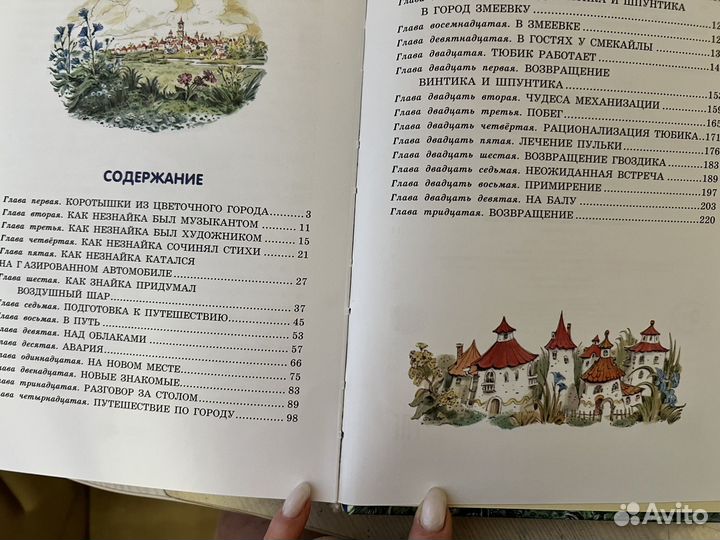 СОДЕРЖАНИЕ
Глава первая. КОРОТЫШКИ ИЗ ЦВЕТОЧНОГО ГОРОДА.......... 3
Глава вторая. КАК НЕЗНАЙКА БЫЛ МУЗЫКАНТОМ .......... 11
Глава третья. КАК НЕЗНАЙКА БЫЛ ХУДОЖНИКОМ .......... 15
Глава четвёртая. КАК НЕЗНАЙКА СОЧИНЯЛ СТИХИ .......... 21
Глава пятая. КАК НЕЗНАЙКА КАТАЛСЯ
НА ГАЗИРОВАННОМ АВТОМОБИЛЕ .......... 27
Глава шестая. КАК ЗНАЙКА ПРИДУМАЛ
ВОЗДУШНЫЙ ШАР .......... 37
Глава седьмая. ПОДГОТОВКА К ПУТЕШЕСТВИЮ .......... 45
Глава восьмая. В ПУТЬ .......... 53
Глава девятая. НАД ОБЛАКАМИ .......... 57
Глава десятая. АВАРИЯ .......... 66
Глава одиннадцатая. НА НОВОМ МЕСТЕ .......... 75
Глава двенадцатая. НОВЫЕ ЗНАКОМЫЕ .......... 83
Глава тринадцатая. РАЗГОВОР ЗА СТОЛОМ .......... 89
Глава четырнадцатая. ПУТЕШЕСТВИЕ ПО ГОРОДУ .......... 98
Глава И ШПУНТИКА
В ГОРОД ЗМЕЕВКУ
Глава восемнадцатая. В ЗМЕЕВКЕ
Глава девятнадцатая. В ГОСТЯХ У СМЕКАЙЛЫ
Глава двадцатая. ТЮБИК РАБОТАЕТ
Глава двадцать первая. ВОЗВРАЩЕНИЕ
ВИНТИКА И ШПУНТИКА .......... 153
Глава двадцать вторая. ЧУДЕСА МЕХАНИЗАЦИИ .......... 159
Глава двадцать третья. ПОБЕГ .......... 165
Глава двадцать четвёртая. РАЦИОНАЛИЗАЦИЯ ТЮБИКА .. 171
Глава двадцать пятая. ЛЕЧЕНИЕ ПУЛЬКИ .......... 176
Глава двадцать шестая. ВОЗВРАЩЕНИЕ ГВОЗДИКА .......... 183
Глава двадцать седьмая. НЕОЖИДАННАЯ ВСТРЕЧА .......... 189
Глава двадцать восьмая. ПРИМИРЕНИЕ .......... 197
Глава двадцать девятая. НА БАЛУ .......... 203
Глава тридцатая. ВОЗВРАЩЕНИЕ .......... 220
Avito